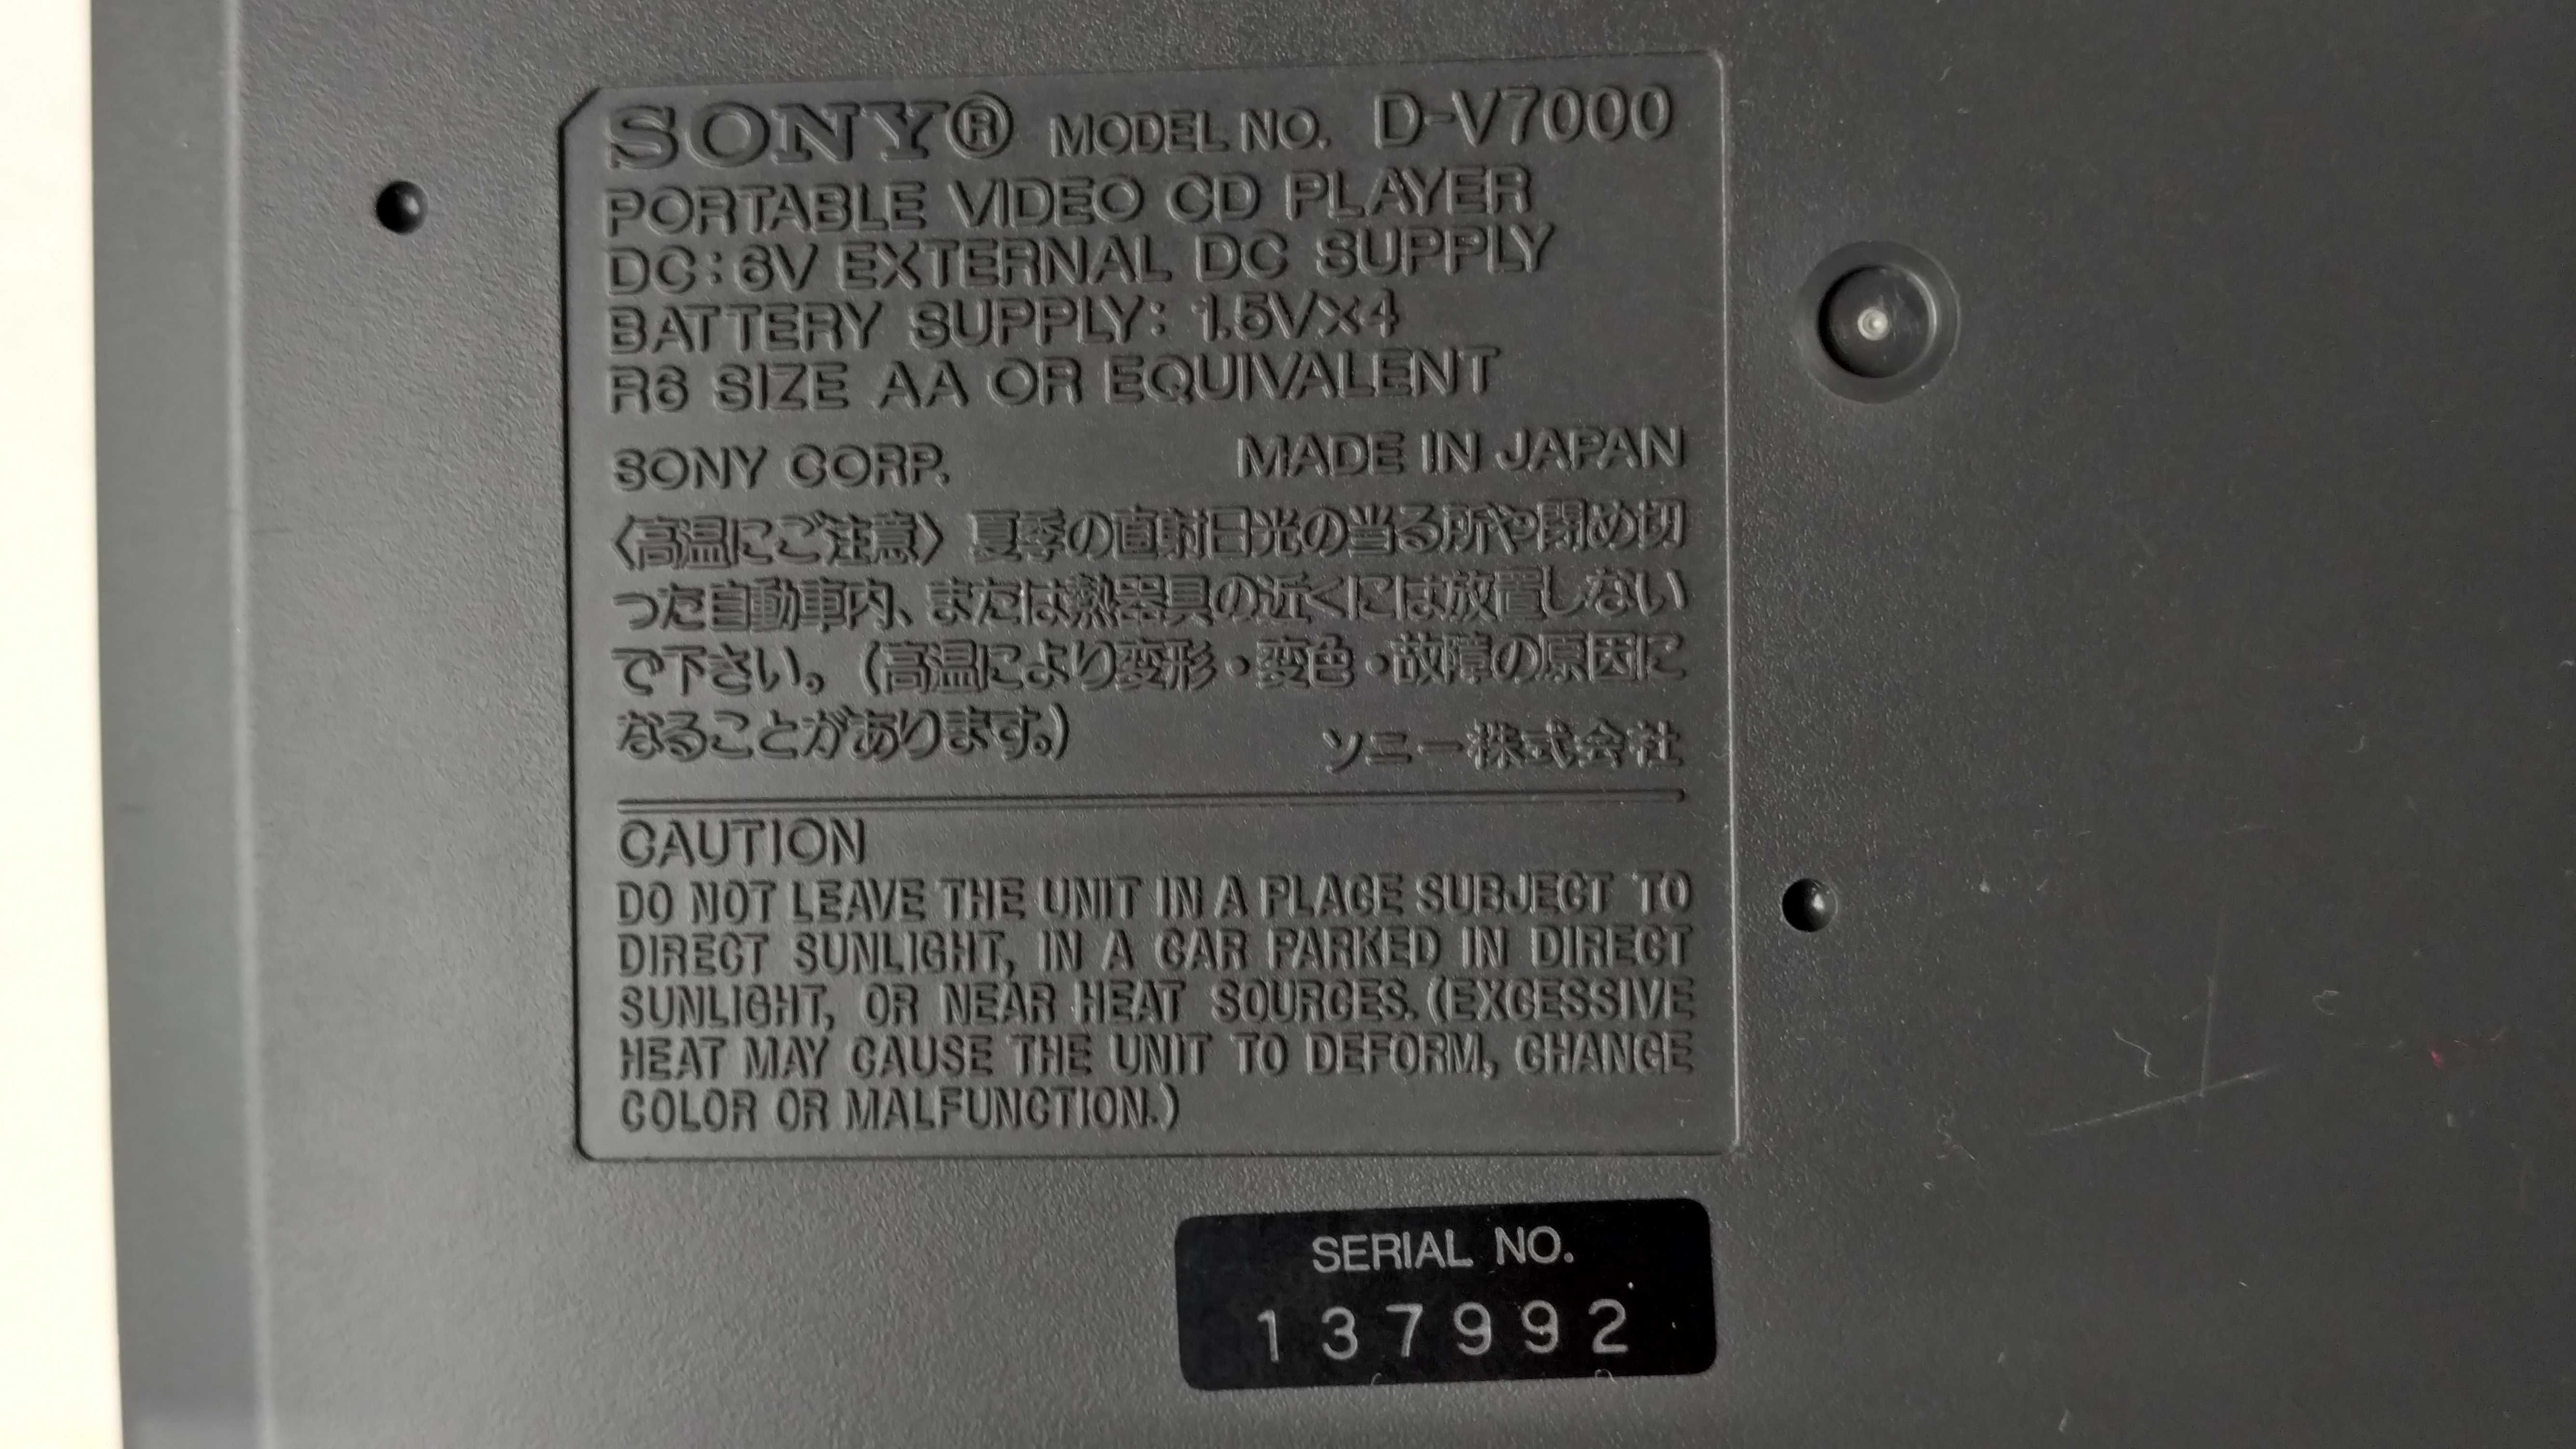 SONY® MODEL NO. D-V7000
PORTABLE VIDEO CD PLAYER
DC:6V EXTERNAL DC SUPPLY
BATTERY SUPPLY: 1.5V×4
R6 SIZE AA OR EQUIVALENT
SONY CORP. MADE IN JAPAN
〈高温にご注意〉夏季の直射日光の当る所や閉め切
った自動車内、または熱器具の近くには放置しない
で下さい。(高温により変形・変色・故障の原因に
なることがあります。) ソニー株式会社
CAUTION
DO NOT LEAVE THE UNIT IN A PLACE SUBJECT TO
DIRECT SUNLIGHT, IN A CAR PARKED IN DIRECT
SUNLIGHT, OR NEAR HEAT SOURCES. (EXCESSIVE
HEAT MAY CAUSE THE UNIT TO DEFORM, CHANGE
COLOR OR MALFUNCTION.)
SERIAL NO.
137992